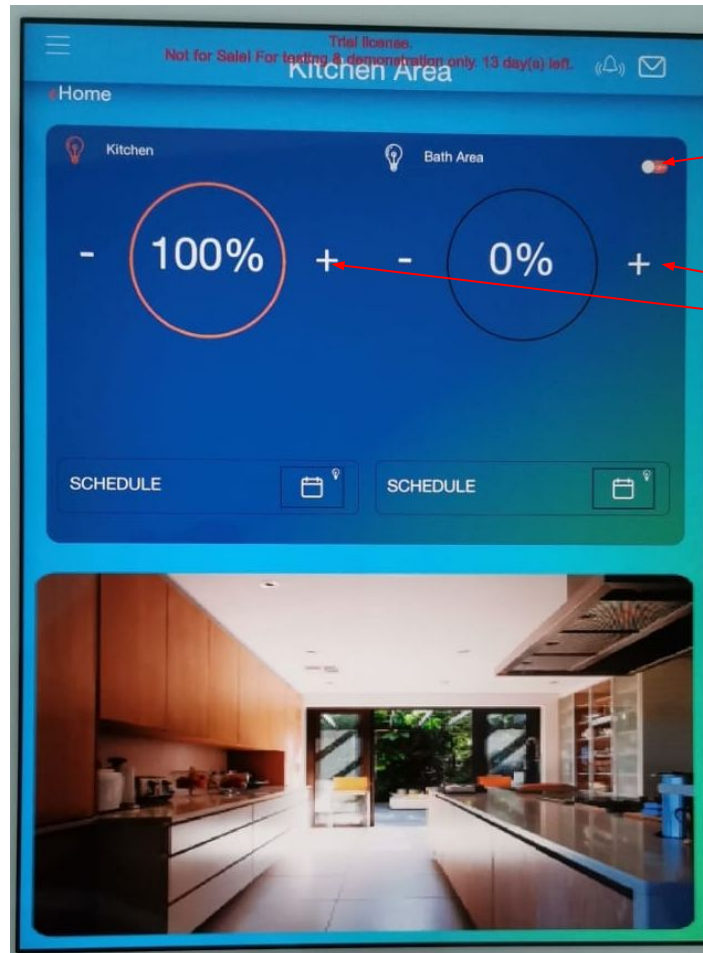 Trial license.
Not for Sale! For testing & demonstration only. 13 day(s) left.
Kitchen Area
Home
Kitchen
Bath Area
- 100% +
- 0% +
SCHEDULE
SCHEDULE